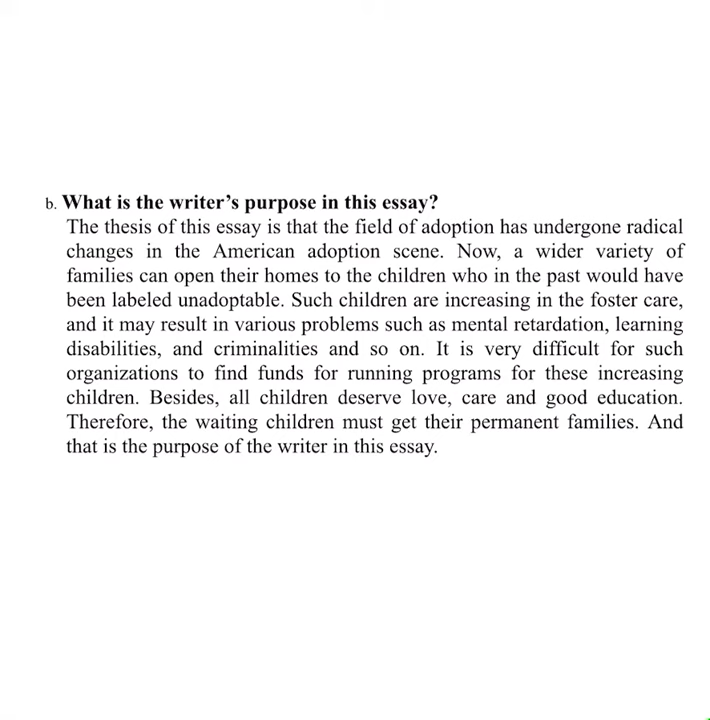 b. What is the writer’s purpose in this essay?
The thesis of this essay is that the field of adoption has undergone radical
changes in the American adoption scene. Now, a wider variety of
families can open their homes to the children who in the past would have
been labeled unadoptable. Such children are increasing in the foster care,
and it may result in various problems such as mental retardation, learning
disabilities, and criminalities and so on. It is very difficult for such
organizations to find funds for running programs for these increasing
children. Besides, all children deserve love, care and good education.
Therefore, the waiting children must get their permanent families. And
that is the purpose of the writer in this essay.